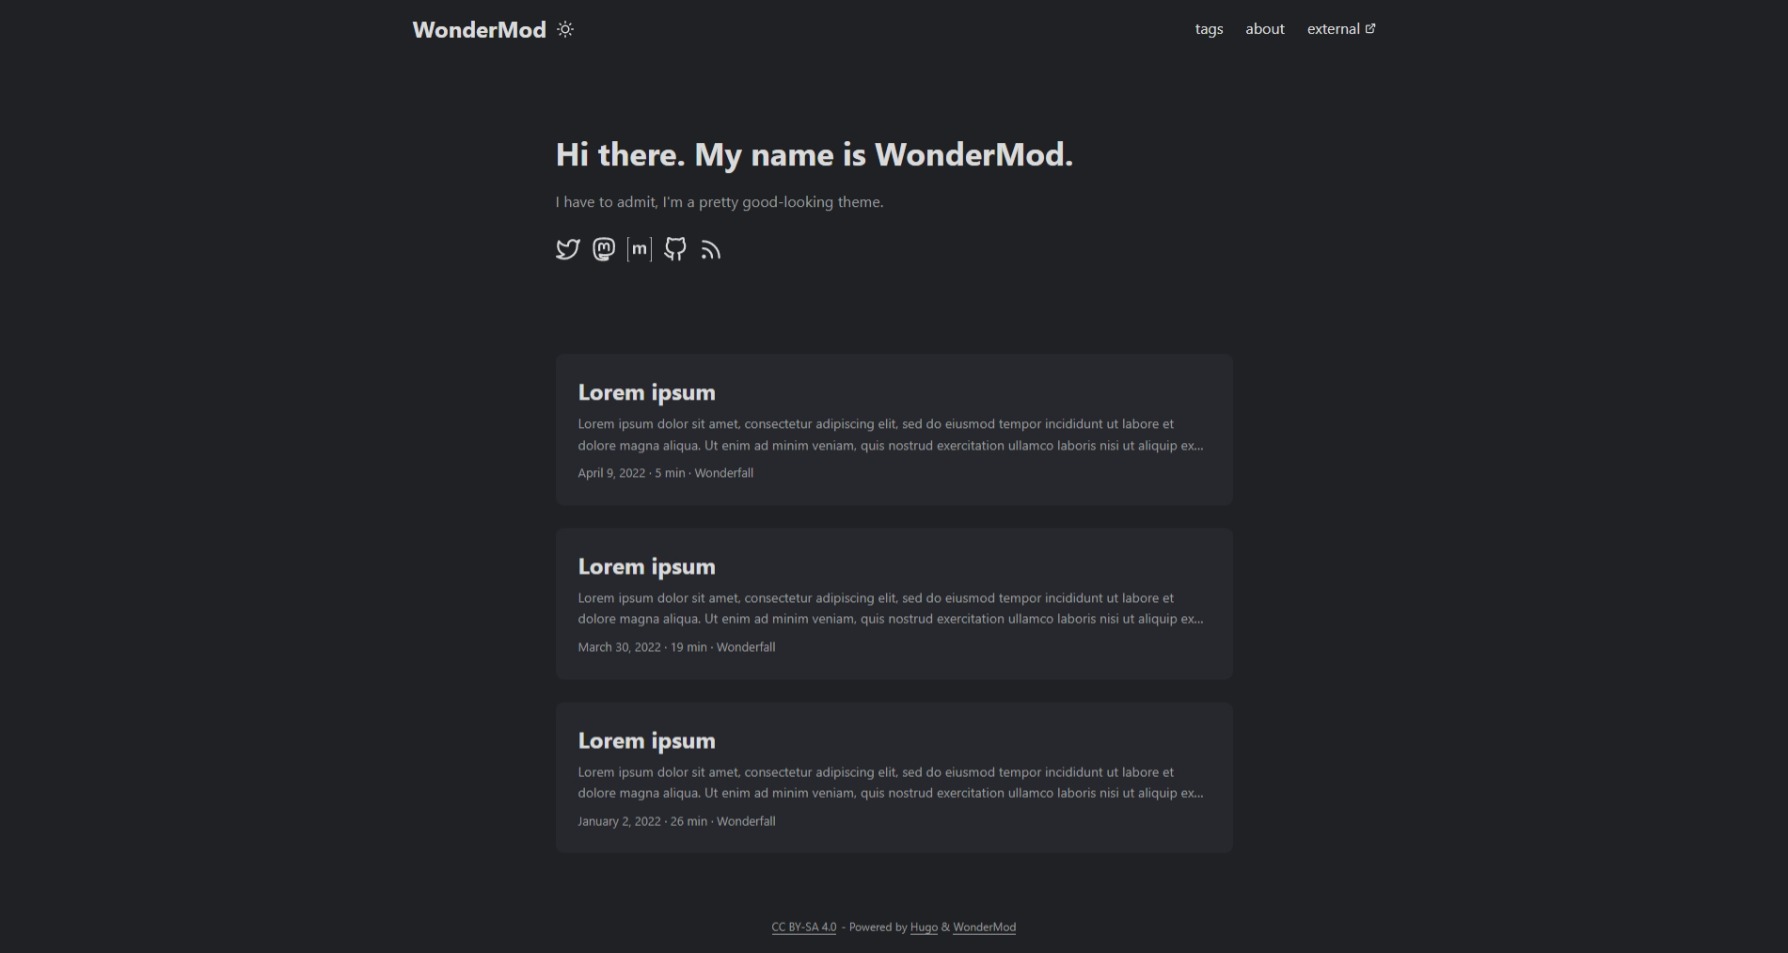 WonderMod
tags about external
Hi there. My name is WonderMod.
I have to admit, I'm a pretty good-looking theme.
[m]
Lorem ipsum
Lorem ipsum dolor sit amet, consectetur adipiscing elit, sed do eiusmod tempor incididunt ut labore et
dolore magna aliqua. Ut enim ad minim veniam, quis nostrud exercitation ullamco laboris nisi ut aliquip ex...
April 9, 2022 · 5 min · Wonderfall
Lorem ipsum
Lorem ipsum dolor sit amet, consectetur adipiscing elit, sed do eiusmod tempor incididunt ut labore et
dolore magna aliqua. Ut enim ad minim veniam, quis nostrud exercitation ullamco laboris nisi ut aliquip ex...
March 30, 2022 · 19 min · Wonderfall
Lorem ipsum
Lorem ipsum dolor sit amet, consectetur adipiscing elit, sed do eiusmod tempor incididunt ut labore et
dolore magna aliqua. Ut enim ad minim veniam, quis nostrud exercitation ullamco laboris nisi ut aliquip ex...
January 2, 2022 · 26 min · Wonderfall
CC BY-SA 4.0 - Powered by Hugo & WonderMod